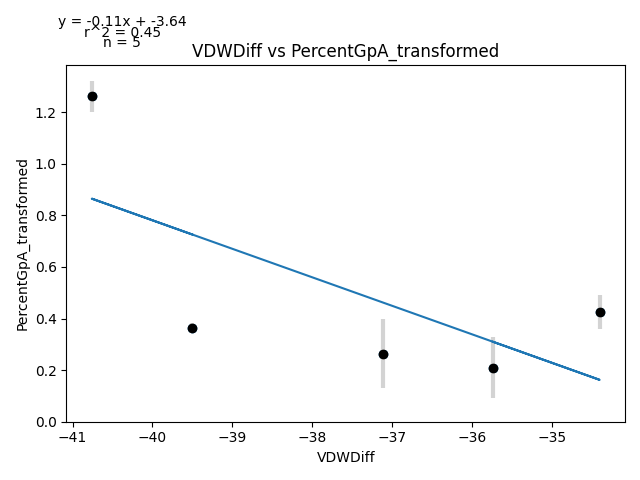 y = -0.11x + -3.64
r^2 = 0.45
n = 5
VDWDiff vs PercentGpA_transformed
PercentGpA_transformed
1.2
1.0
0.8
0.6
0.4
0.2
0.0
−41
−40
−39
−38
−37
−36
−35
VDWDiff